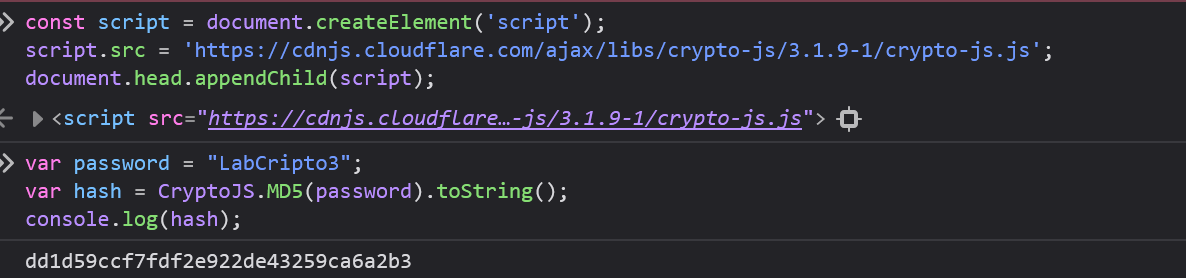 const script = document.createElement('script');
script.src = 'https://cdnjs.cloudflare.com/ajax/libs/crypto-js/3.1.9-1/crypto-js.js';
document.head.appendChild(script);
<script src="https://cdnjs.cloudflare…-js/3.1.9-1/crypto-js.js">
var password = "LabCripto3";
var hash = CryptoJS.MD5(password).toString();
console.log(hash);
dd1d59ccf7fdf2e922de43259ca6a2b3